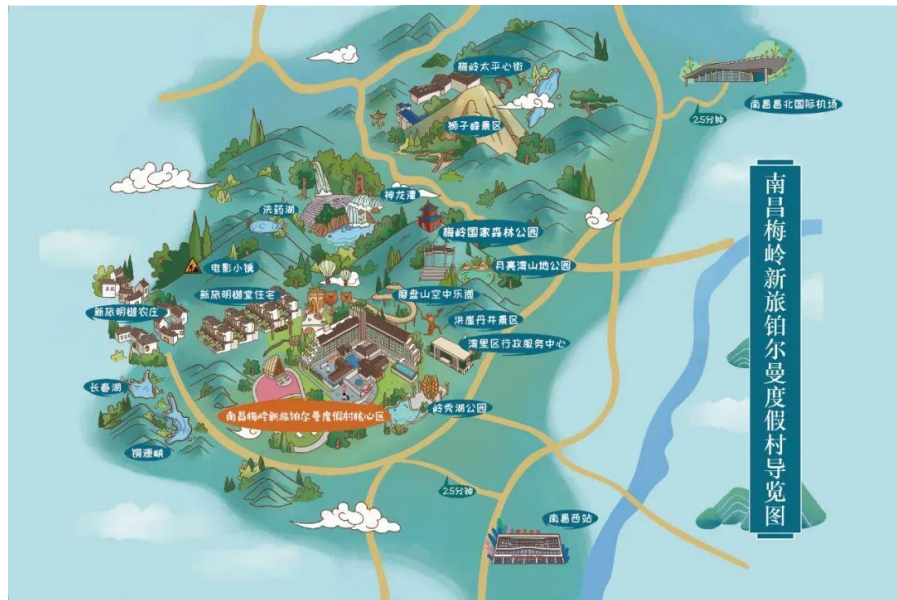 梅岭太平心街
狮子峰景区
南昌昌北国际机场
25分钟
神龙潭
洗药湖
梅岭国家森林公园
月亮湾山地公园
电影小镇
新旅明樾堂住宅
磨盘山空中乐道
新旅明樾农庄
洪崖丹井景区
湾里区行政服务中心
长春湖
南昌梅岭新旅铂尔曼度假村核心区
岭秀湖公园
铜源峡
25分钟
南昌西站
南昌梅岭新旅铂尔曼度假村导览图